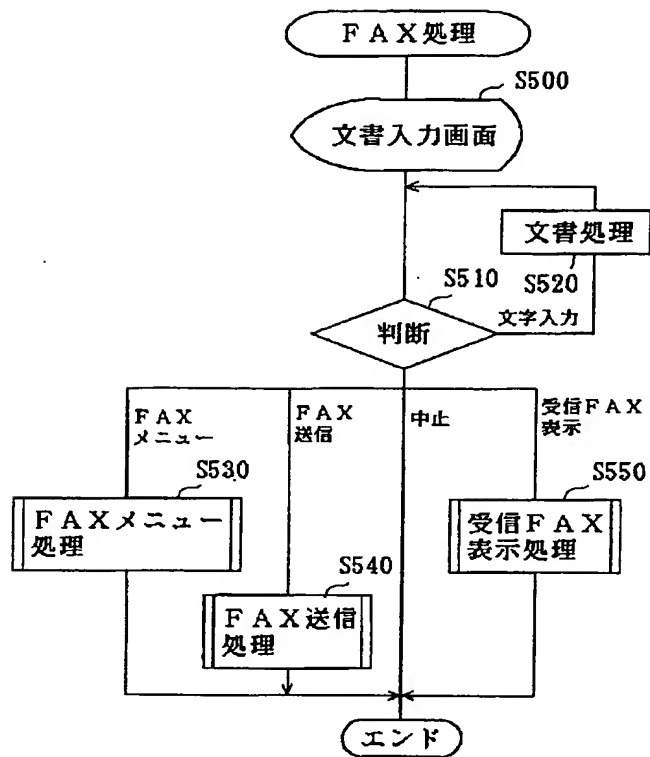 ＦＡＸ処理
S500
文書入力画面
文書処理
S520
S510
判断
文字入力
ＦＡＸ
メニュー
ＦＡＸ
送信
中止
受信ＦＡＸ
表示
S530
ＦＡＸメニュー
処理
S550
受信ＦＡＸ
表示処理
S540
ＦＡＸ送信
処理
エンド